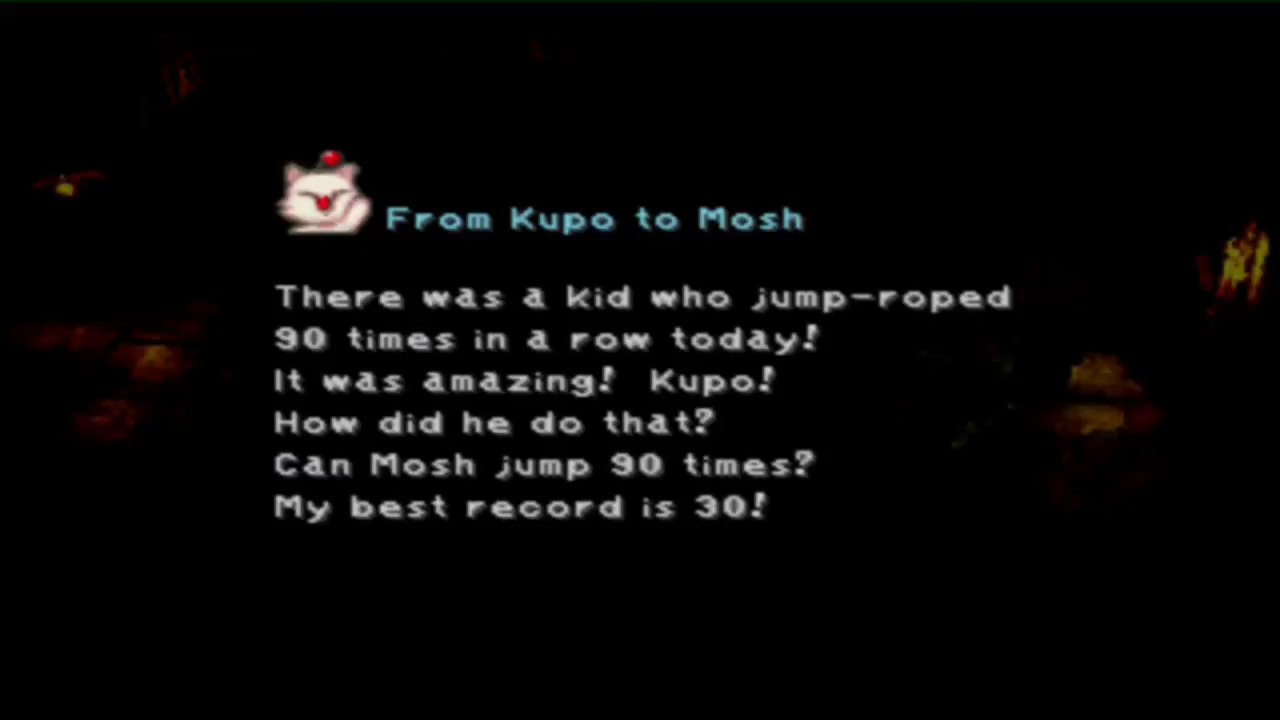 From Kupo to Mosh
There was a kid who jump-roped
90 times in a row today!
It was amazing!  Kupo!
How did he do that?
Can Mosh jump 90 times?
My best record is 30!